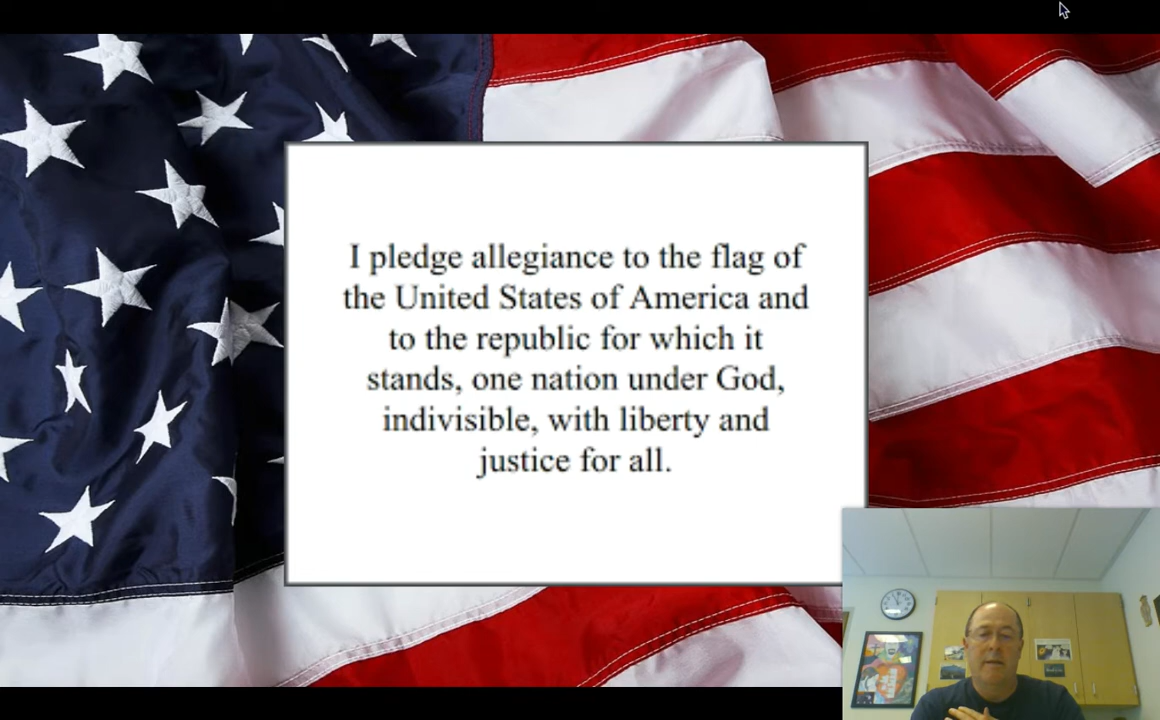 I pledge allegiance to the flag of
the United States of America and
to the republic for which it
stands, one nation under God,
indivisible, with liberty and
justice for all.